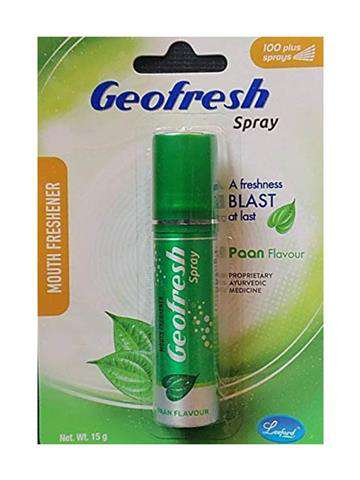 100 plus
sprays
Geofresh
Spray
MOUTH FRESHENER
A freshness
BLAST
at last
Paan Flavour
PROPRIETARY
AYURVEDIC
MEDICINE
MOUTH FRESHENER
Geofresh
Spray
PAAN FLAVOUR
Net. Wt. 15 g
Leeford